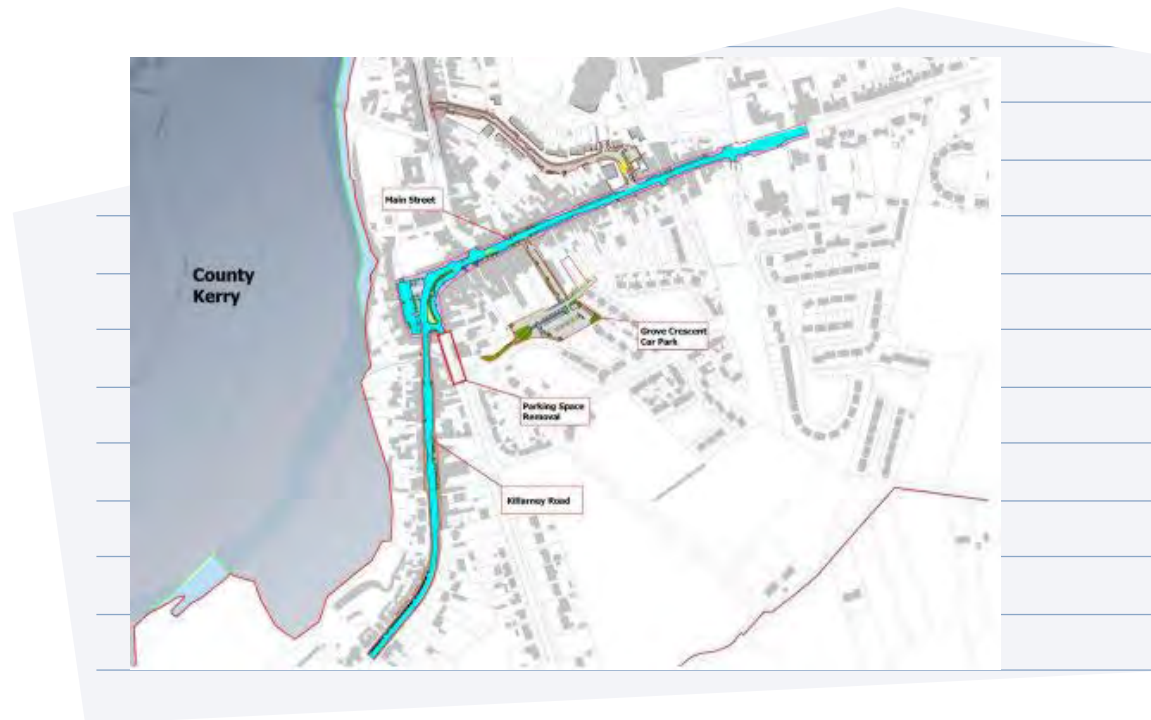 Main Street
County
Kerry
Grove Crescent
Car Park
Parking Space
Removal
Killarney Road